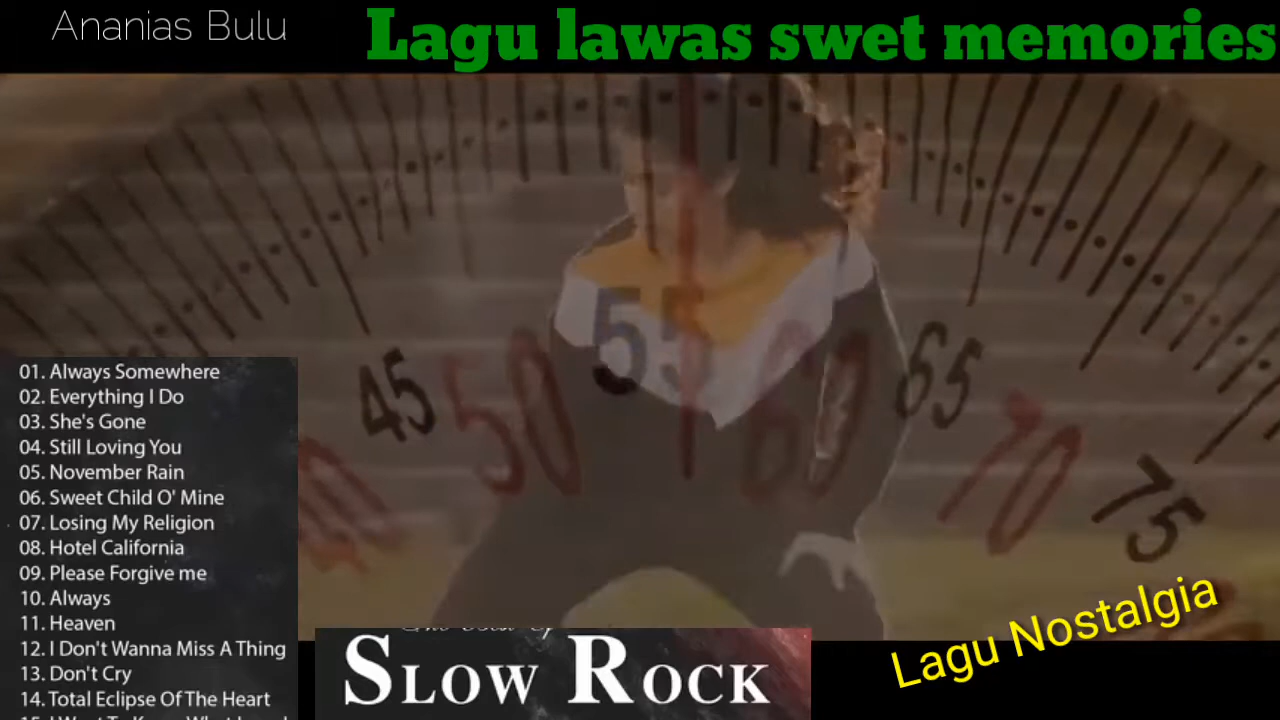 Ananias Bulu
Lagu lawas swet memories
45 50 55 60 65 70 75
01. Always Somewhere
02. Everything I Do
03. She's Gone
04. Still Loving You
05. November Rain
06. Sweet Child O' Mine
07. Losing My Religion
08. Hotel California
09. Please Forgive me
10. Always
11. Heaven
12. I Don't Wanna Miss A Thing
13. Don't Cry
14. Total Eclipse Of The Heart
SLOW ROCK
Lagu Nostalgia